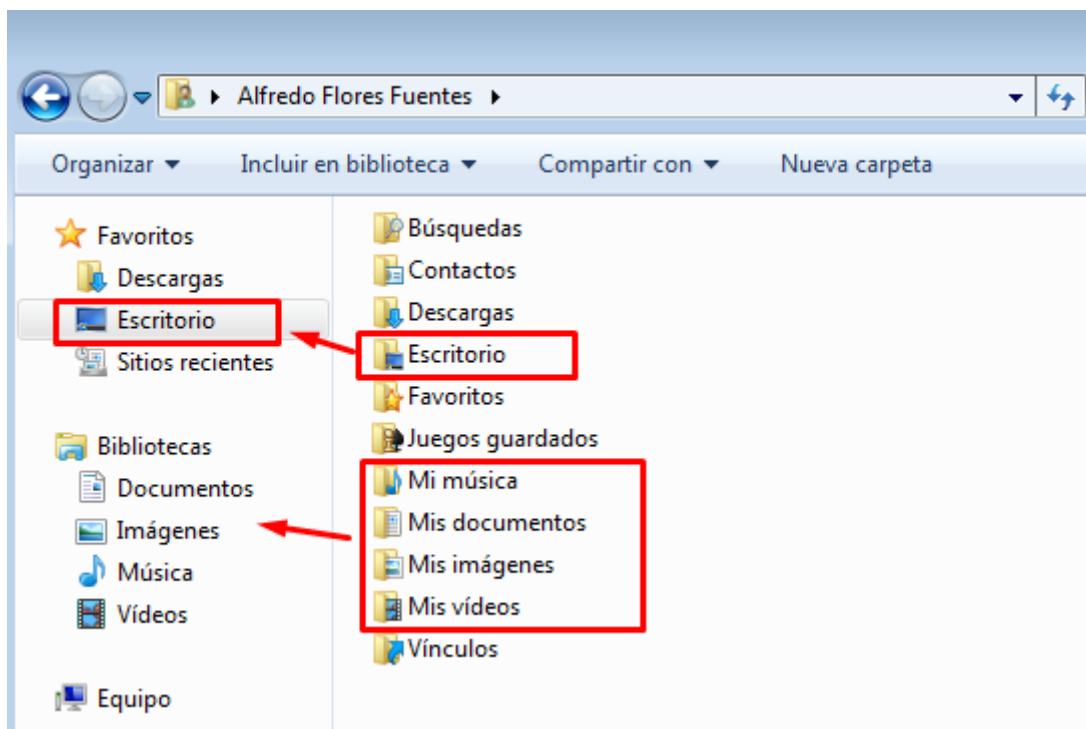 Alfredo Flores Fuentes
Organizar Incluir en biblioteca Compartir con Nueva carpeta
Favoritos
Descargas
Escritorio
Sitios recientes
Bibliotecas
Documentos
Imágenes
Música
Vídeos
Equipo
Búsquedas
Contactos
Descargas
Escritorio
Favoritos
Juegos guardados
Mi música
Mis documentos
Mis imágenes
Mis vídeos
Vínculos